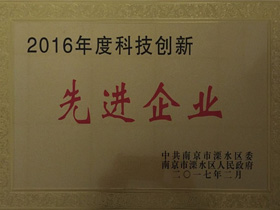 2016年度科技创新
先进企业
中共南京市溧水区委
南京市溧水区人民政府
二〇一七年二月